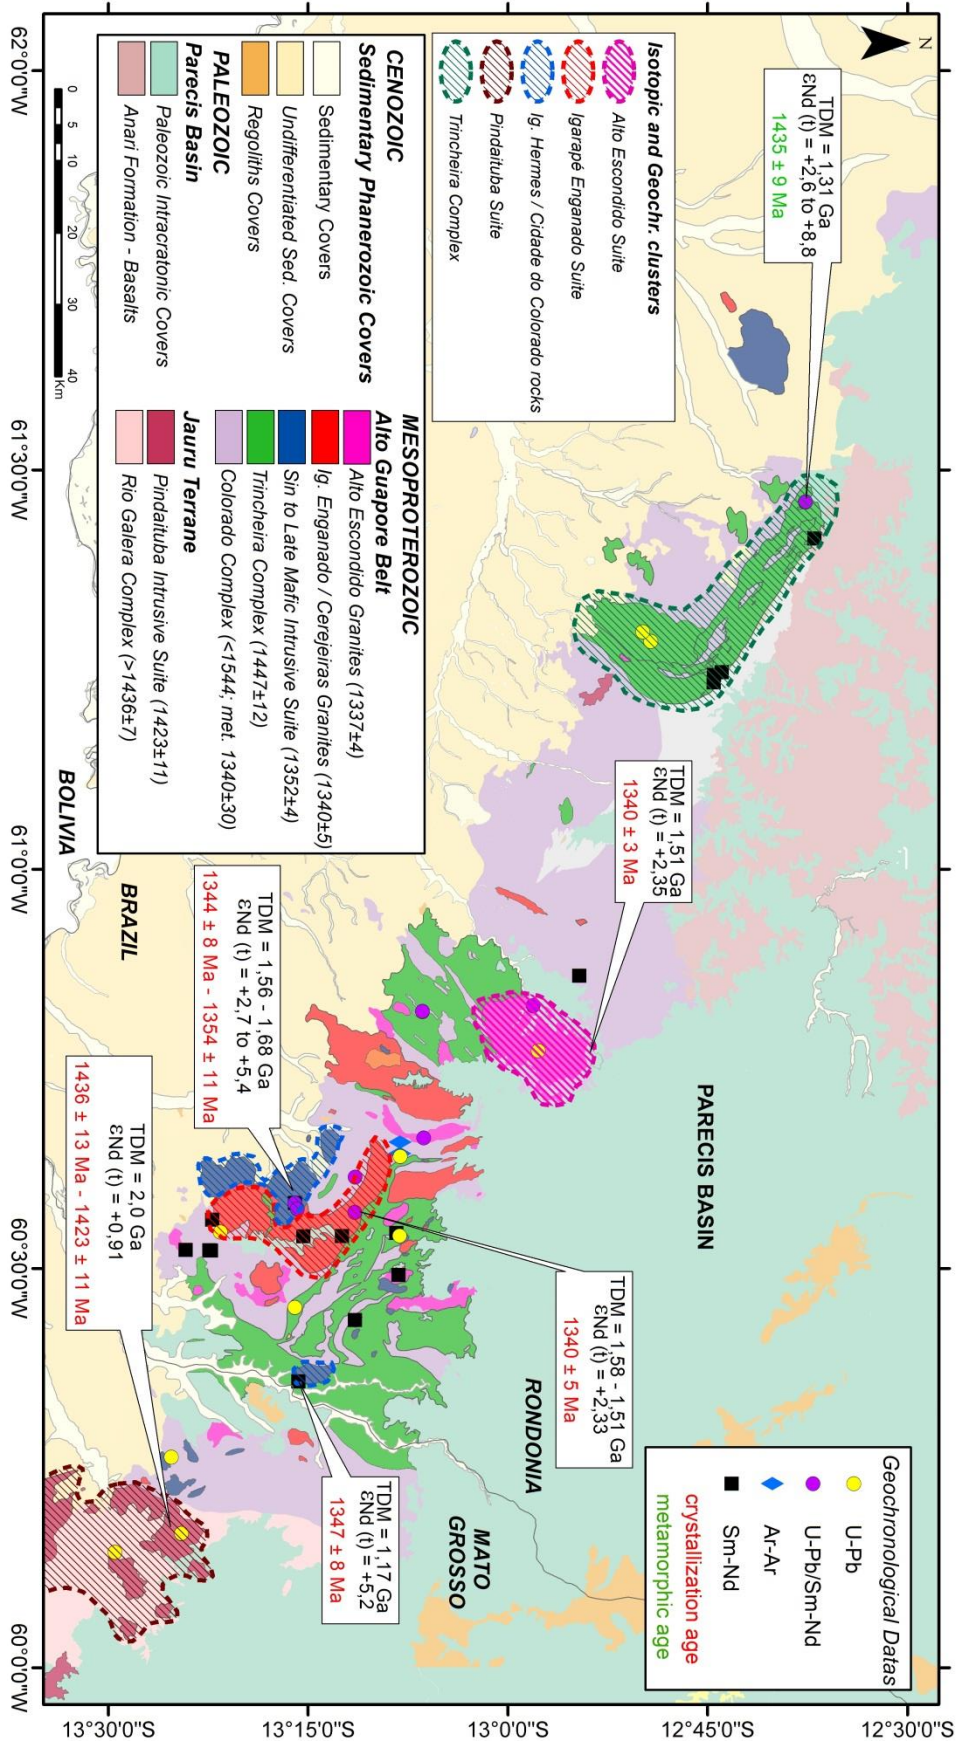 N
62°0'0"W
61°30'0"W
61°0'0"W
60°30'0"W
60°0'0"W
12°30'0"S
12°45'0"S
13°0'0"S
13°15'0"S
13°30'0"S
TDM = 1,31 Ga
εNd (t) = +2,6 to +8,8
1435 ± 9 Ma
TDM = 1,51 Ga
εNd (t) = +2,35
1340 ± 3 Ma
PARECIS BASIN
TDM = 1,58 - 1,51 Ga
εNd (t) = +2,33
1340 ± 5 Ma
RONDONIA
MATO
GROSSO
TDM = 1,17 Ga
εNd (t) = +5,2
1347 ± 8 Ma
TDM = 1,56 - 1,68 Ga
εNd (t) = +2,7 to +5,4
1344 ± 8 Ma - 1354 ± 11 Ma
TDM = 2,0 Ga
εNd (t) = +0,91
1436 ± 13 Ma - 1423 ± 11 Ma
BRAZIL
BOLIVIA
Geochronological Datas
U-Pb
U-Pb/Sm-Nd
Ar-Ar
Sm-Nd
crystallization age
metamorphic age
Isotopic and Geochr. clusters
Alto Escondido Suite
Igarapé Enganado Suite
Ig. Hermes / Cidade do Colorado rocks
Pindaituba Suite
Trincheira Complex
CENOZOIC
Sedimentary Phanerozoic Covers
Sedimentary Covers
Undifferentiated Sed. Covers
Regoliths Covers
PALEOZOIC
Parecis Basin
Paleozoic Intracratonic Covers
Anari Formation - Basalts
MESOPROTEROZOIC
Alto Guapore Belt
Alto Escondido Granites (1337±4)
Ig. Enganado / Cerejeiras Granites (1340±5)
Sin to Late Mafic Intrusive Suite (1352±4)
Trincheira Complex (1447±12)
Colorado Complex (<1544; met. 1340±30)
Jauru Terrane
Pindaituba Intrusive Suite (1423±11)
Rio Galera Complex (>1436±7)
0 5 10 20 30 40
Km